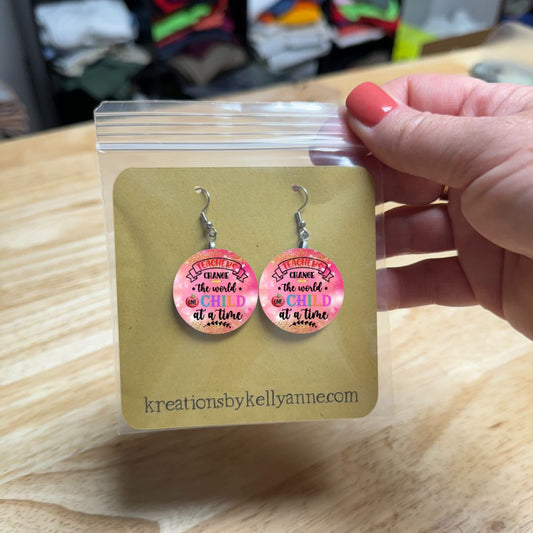 TEACHERS
CHANGE
the world
ONE CHILD
at a time
TEACHERS
CHANGE
the world
ONE CHILD
at a time
kreationsbykellyanne.com